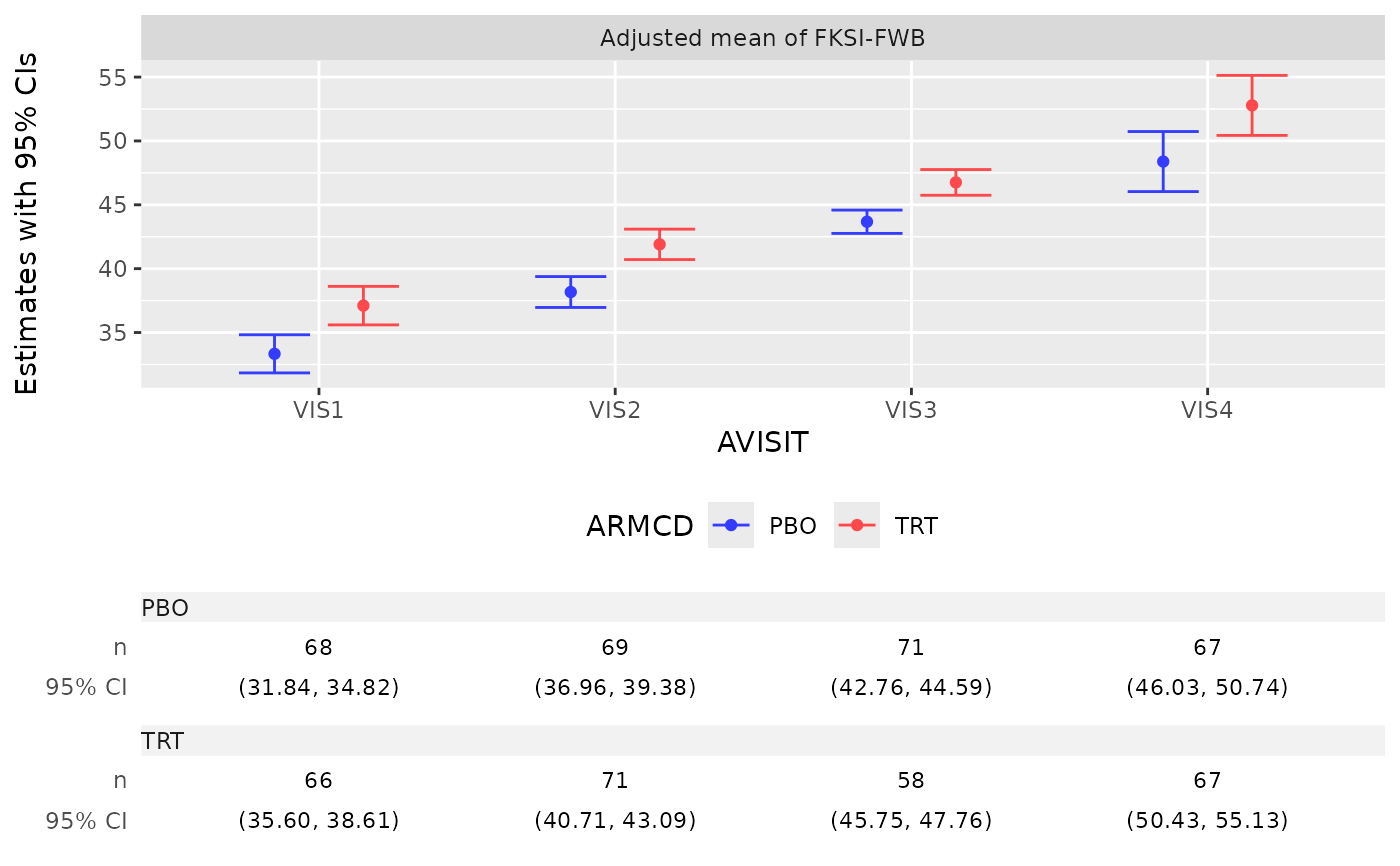 Adjusted mean of FKSI-FWB
Estimates with 95% CIs
55
50
45
40
35
VIS1 VIS2 VIS3 VIS4
AVISIT
ARMCD PBO TRT
PBO
n 68 69 71 67
95% CI (31.84, 34.82) (36.96, 39.38) (42.76, 44.59) (46.03, 50.74)
TRT
n 66 71 58 67
95% CI (35.60, 38.61) (40.71, 43.09) (45.75, 47.76) (50.43, 55.13)